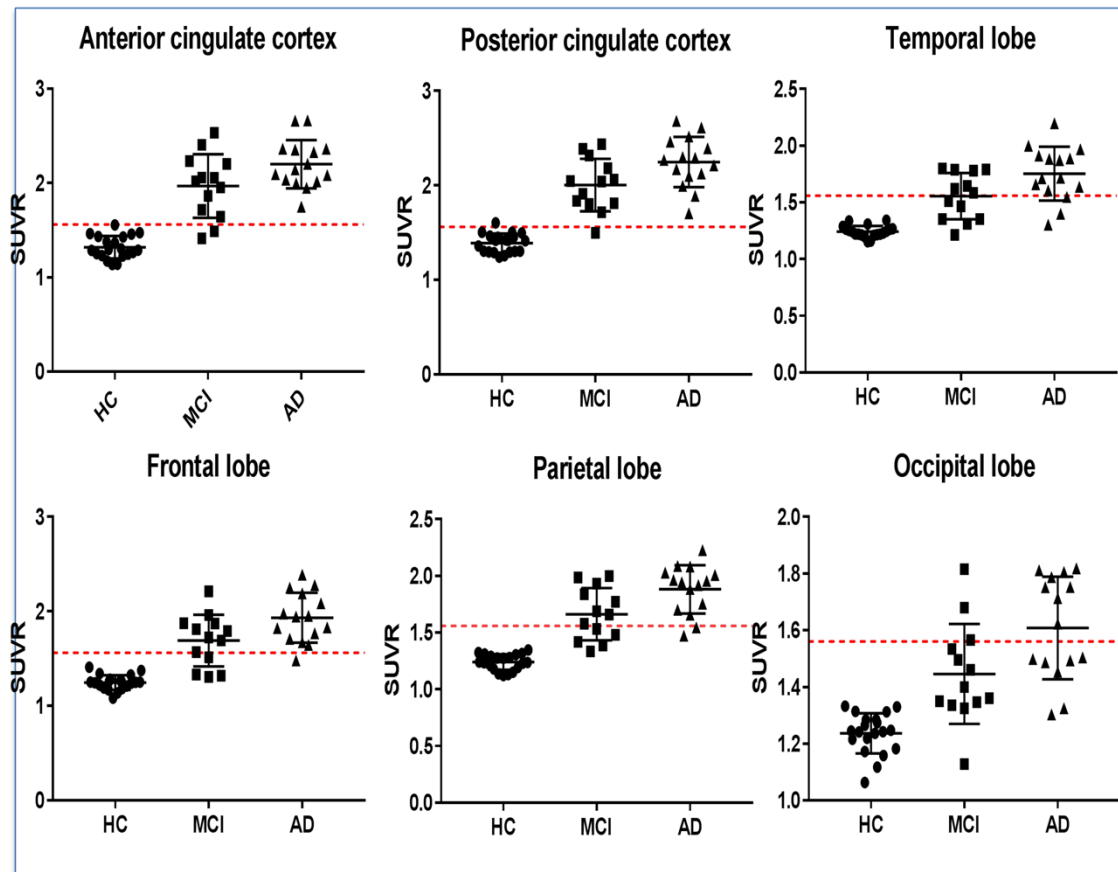 Anterior cingulate cortex
Posterior cingulate cortex
Temporal lobe
SUVR
3
2
1
0
HC
MCI
AD
SUVR
3
2
1
0
HC
MCI
AD
SUVR
2.5
2.0
1.5
1.0
0.5
0.0
HC
MCI
AD
Frontal lobe
Parietal lobe
Occipital lobe
SUVR
3
2
1
0
HC
MCI
AD
SUVR
2.5
2.0
1.5
1.0
0.5
0.0
HC
MCI
AD
SUVR
2.0
1.8
1.6
1.4
1.2
1.0
HC
MCI
AD